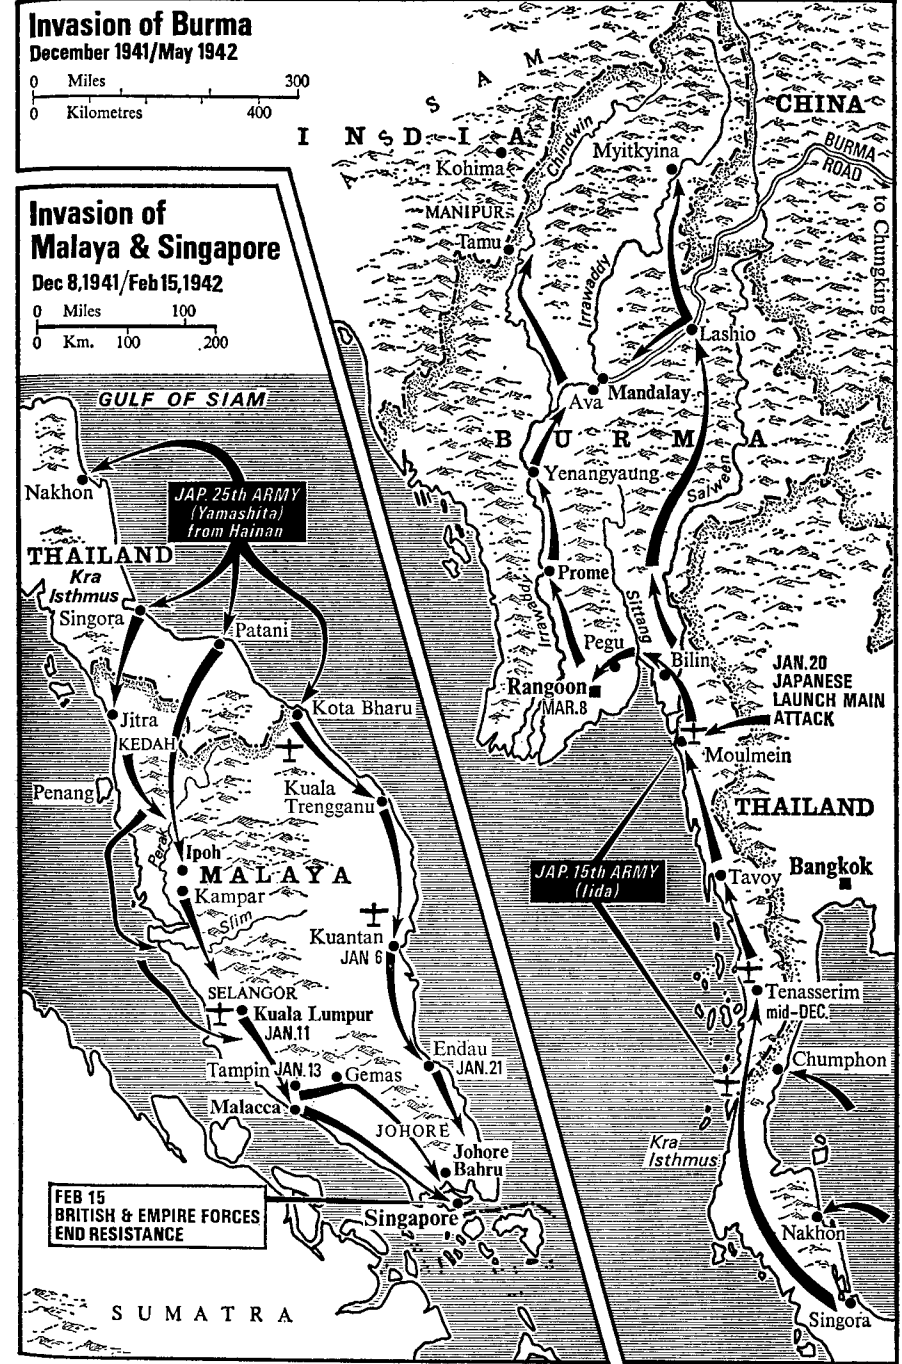 Invasion of Burma
December 1941/May 1942
0 Miles 300
0 Kilometres 400
Invasion of
Malaya & Singapore
Dec 8,1941/Feb 15,1942
0 Miles 100
0 Km. 100 200
ASSAM
INDIA
CHINA
Kohima
Chindwin
Myitkyina
BURMA
ROAD
to Chungking
MANIPUR
Tamu
Irrawaddy
Lashio
Ava
Mandalay
BURMA
Yenangyaung
Salween
Prome
Irrawaddy
Sittang
Pegu
Bilin
Rangoon
MAR.8
JAN.20
JAPANESE
LAUNCH MAIN
ATTACK
Moulmein
THAILAND
JAP. 15th ARMY
(Iida)
Tavoy
Bangkok
Tenasserim
mid-DEC.
Chumphon
Kra
Isthmus
Nakhon
Singora
GULF OF SIAM
Nakhon
JAP. 25th ARMY
(Yamashita)
from Hainan
THAILAND
Kra
Isthmus
Singora
Patani
Jitra
KEDAH
Kota Bharu
Penang
Kuala
Trengganu
Perak
Ipoh
MALAYA
Kampar
Slim
Kuantan
JAN 6
SELANGOR
Kuala Lumpur
JAN.11
Endau
JAN.21
Tampin JAN.13
Gemas
Malacca
JOHORE
Johore
Bahru
FEB 15
BRITISH & EMPIRE FORCES
END RESISTANCE
Singapore
SUMATRA